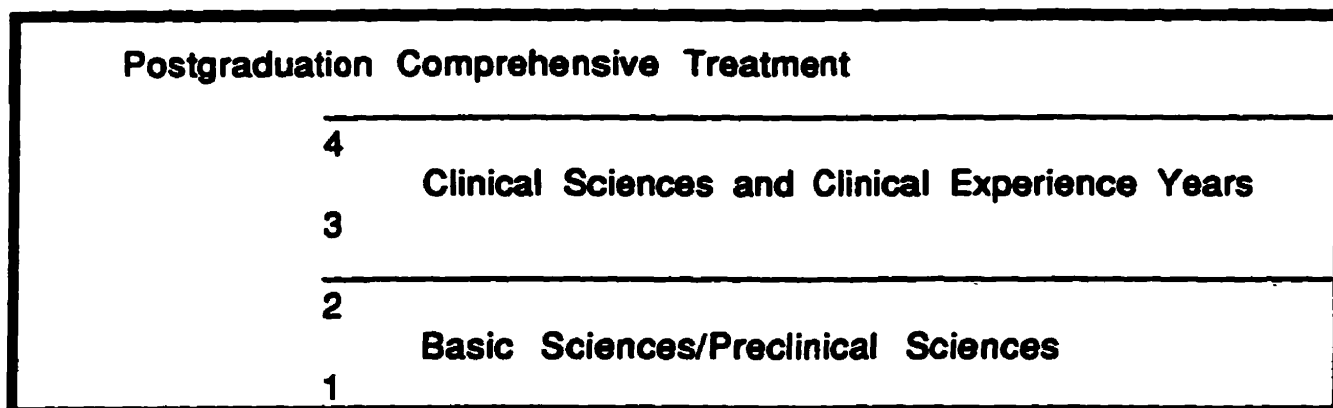 Postgraduation Comprehensive Treatment
4
Clinical Sciences and Clinical Experience Years
3
2
Basic Sciences/Preclinical Sciences
1